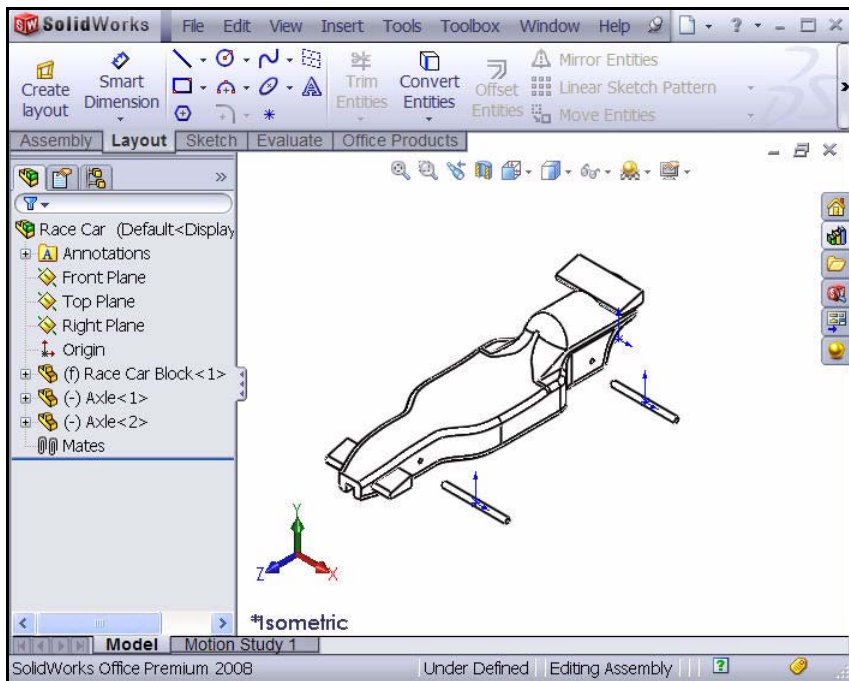 SolidWorks File Edit View Insert Tools Toolbox Window Help ?
Create layout
Smart Dimension
Trim Entities
Convert Entities
Offset Entities
Mirror Entities
Linear Sketch Pattern
Move Entities
Assembly Layout Sketch Evaluate Office Products
Race Car (Default<Display
A Annotations
Front Plane
Top Plane
Right Plane
Origin
(f) Race Car Block<1>
(-) Axle<1>
(-) Axle<2>
Mates
Y
Z X
*Isometric
Model Motion Study 1
SolidWorks Office Premium 2008 Under Defined Editing Assembly ?